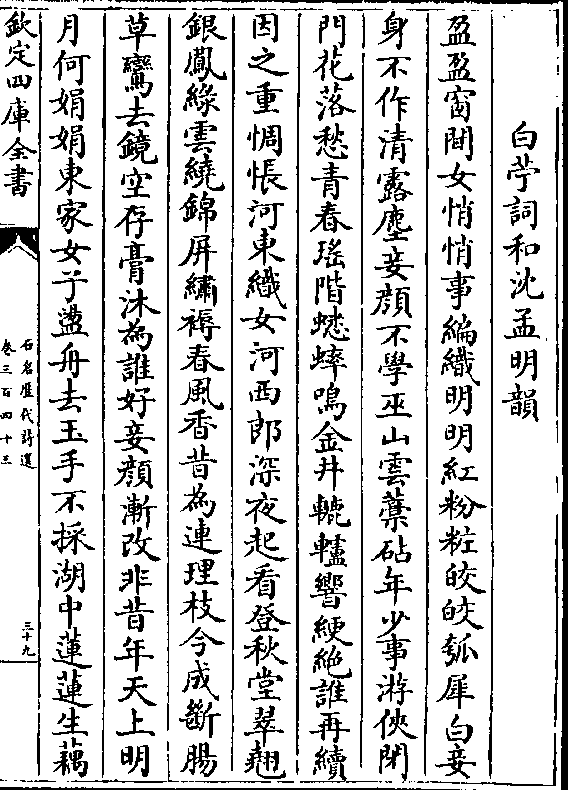 白苧詞和沈孟明韻
盈盈窗間女悄悄事編織明明紅粉粧皎皎瓠犀白妾
身不作清露塵妾顔不學巫山雲藁砧年少事游俠閉
門花落愁青春瑤階蟋蟀鳴金井轆轤響綆絶誰再續
因之重惆悵河東織女河西郎深夜起看登秋堂翠翹
銀鳳緑雲繞錦屏繡褥春風香昔為連理枝今成斷腸
草鸞去鏡空存膏沐為誰好妾顔漸改非昔年天上明
月何娟娟東家女子盪舟去玉手不採湖中蓮蓮生藕
欽定四庫全書
石倉歷代詩選
卷三百四十三
三十九